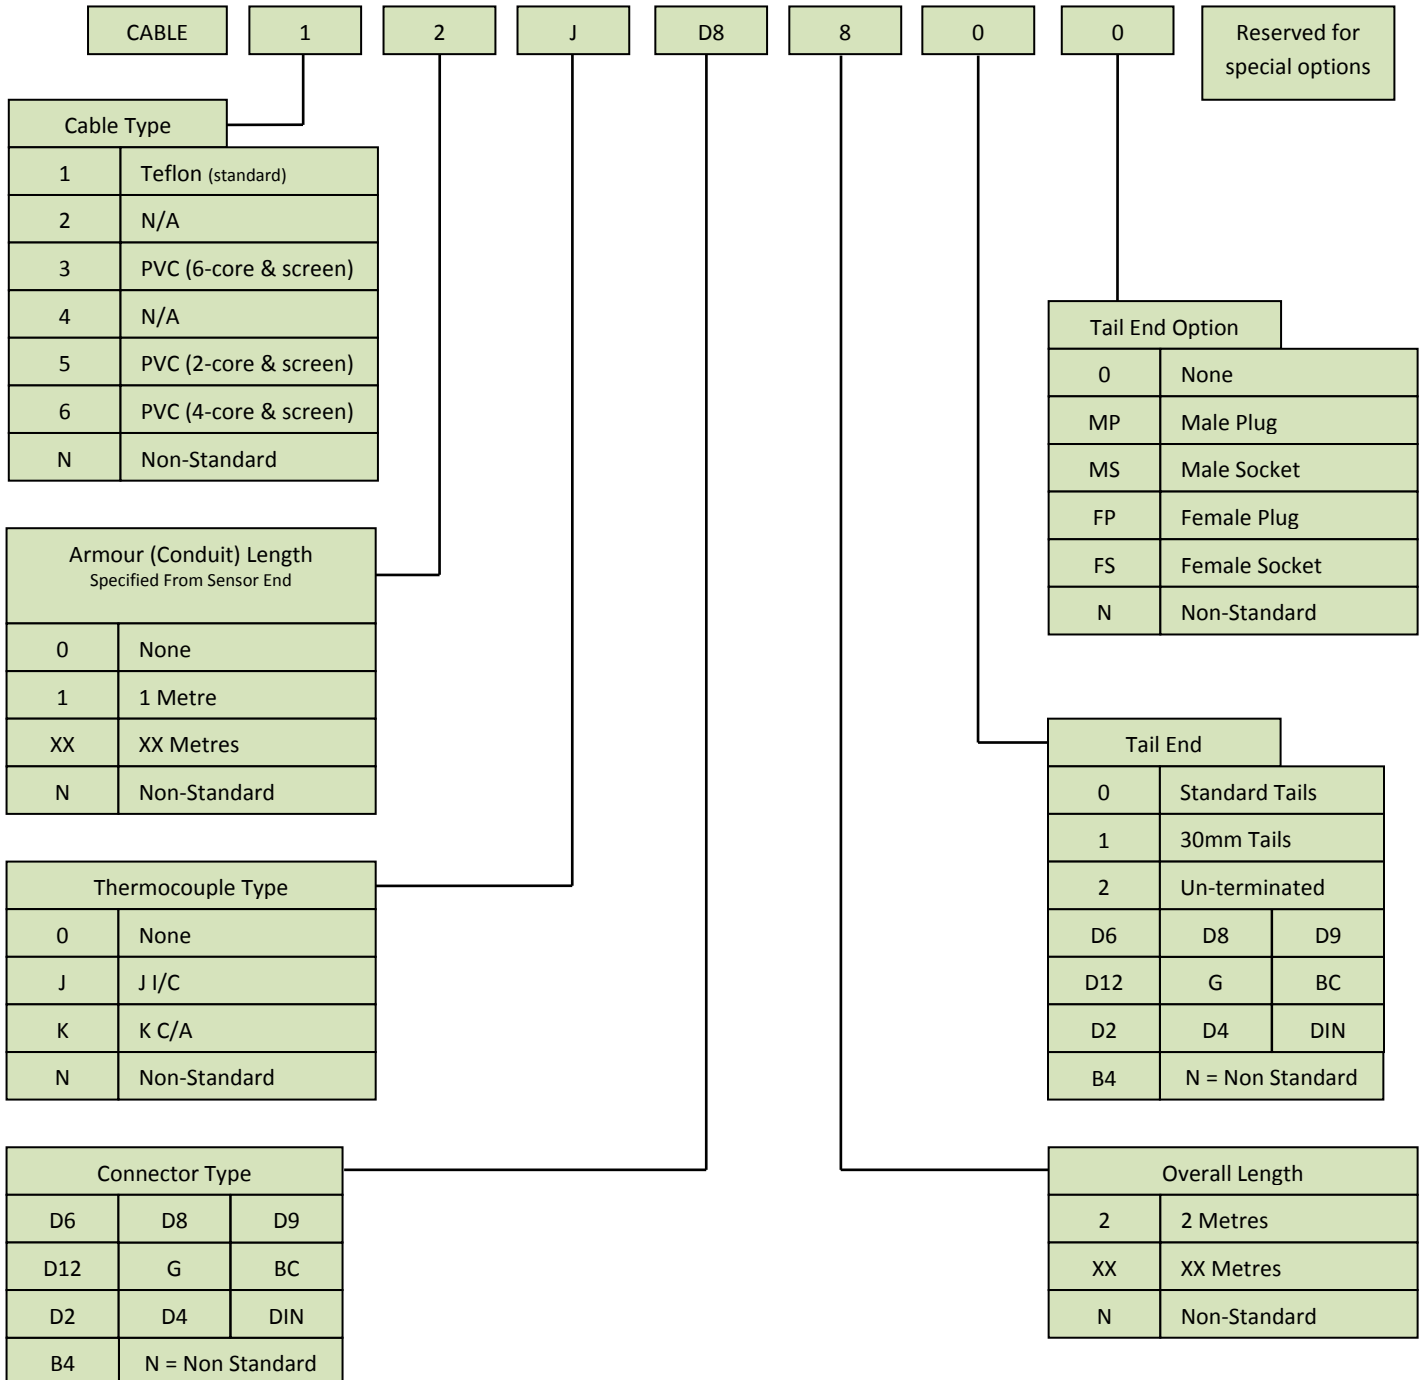 CABLE 1 2 J D8 8 0 0 Reserved for
special options
Cable Type
1 Teflon (standard)
2 N/A
3 PVC (6-core & screen)
4 N/A
5 PVC (2-core & screen)
6 PVC (4-core & screen)
N Non-Standard
Armour (Conduit) Length
Specified From Sensor End
0 None
1 1 Metre
XX XX Metres
N Non-Standard
Thermocouple Type
0 None
J J I/C
K K C/A
N Non-Standard
Connector Type
D6 D8 D9
D12 G BC
D2 D4 DIN
B4 N = Non Standard
Tail End Option
0 None
MP Male Plug
MS Male Socket
FP Female Plug
FS Female Socket
N Non-Standard
Tail End
0 Standard Tails
1 30mm Tails
2 Un-terminated
D6 D8 D9
D12 G BC
D2 D4 DIN
B4 N = Non Standard
Overall Length
2 2 Metres
XX XX Metres
N Non-Standard